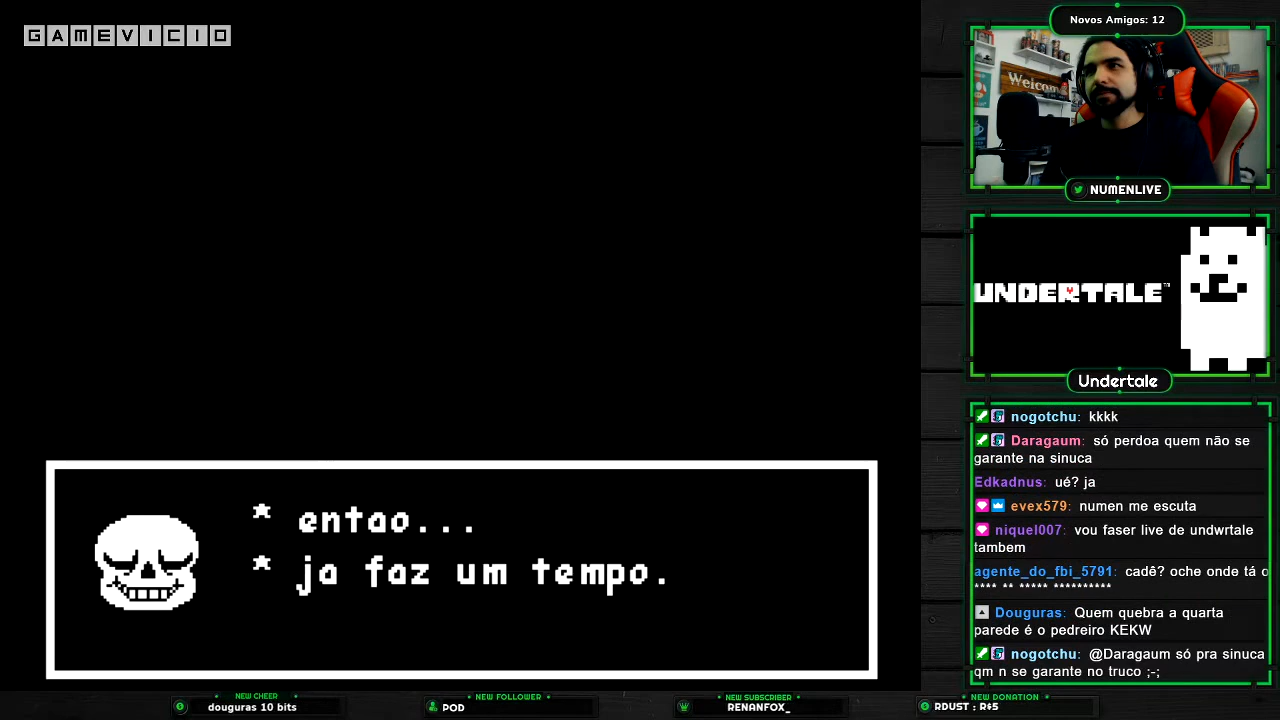 GAMEVICIO
Novos Amigos: 12
Welcome
NUMENLIVE
UNDERTALE™
Undertale
nogotchu: kkkk
Daragaum: só perdoa quem não se
garante na sinuca
Edkadnus: ué? ja
evex579: numen me escuta
niquel007: vou faser live de undwrtale
tambem
agente_do_fbi_5791: cadê? oche onde tá o
**** ** ***** **********
Douguras: Quem quebra a quarta
parede é o pedreiro KEKW
nogotchu: @Daragaum só pra sinuca
qm n se garante no truco ;-;
* entao...
* ja faz um tempo.
NEW CHEER
douguras 10 bits
NEW FOLLOWER
POD
NEW SUBSCRIBER
RENANFOX_
NEW DONATION
RDUST : R$5